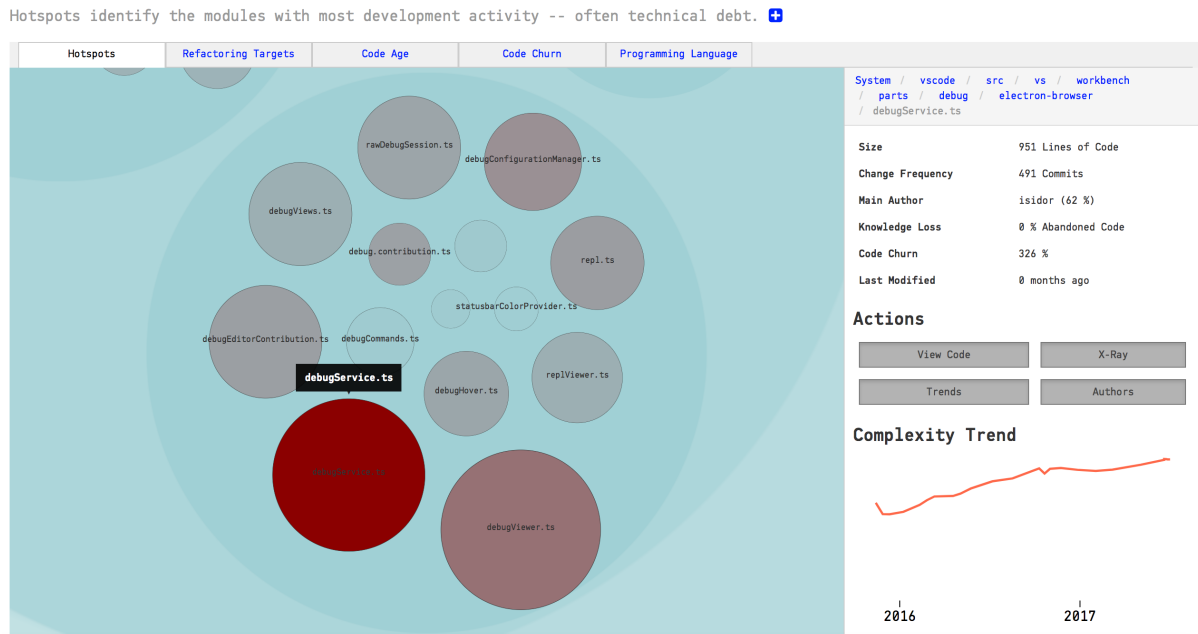 Hotspots identify the modules with most development activity -- often technical debt.
Hotspots
Refactoring Targets
Code Age
Code Churn
Programming Language
rawDebugSession.ts
debugConfigurationManager.ts
debugViews.ts
debug.contribution.ts
repl.ts
statusbarColorProvider.ts
debugEditorContribution.ts
debugCommands.ts
debugService.ts
debugHover.ts
replViewer.ts
debugService.ts
debugViewer.ts
System / vscode / src / vs / workbench
/ parts / debug / electron-browser
/ debugService.ts
Size 951 Lines of Code
Change Frequency 491 Commits
Main Author isidor (62 %)
Knowledge Loss 0 % Abandoned Code
Code Churn 326 %
Last Modified 0 months ago
Actions
View Code
X-Ray
Trends
Authors
Complexity Trend
2016
2017